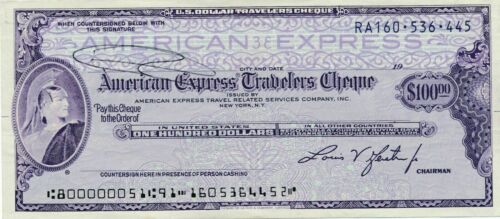 U.S. DOLLAR TRAVELERS CHEQUE
WHEN COUNTERSIGNED BELOW WITH
THIS SIGNATURE
RA160·536·445
AMERICAN EXPRESS
CITY AND DATE
19
American Express Travelers Cheque
ISSUED BY
AMERICAN EXPRESS TRAVEL RELATED SERVICES COMPANY, INC.
NEW YORK, N.Y.
$100.00
Pay this Cheque
to the Order of
IN UNITED STATES
ONE HUNDRED DOLLARS
IN ALL OTHER COUNTRIES
COUNTERSIGN HERE IN PRESENCE OF PERSON CASHING
CHAIRMAN
⑆800000051⑆91⑈1605364452⑈